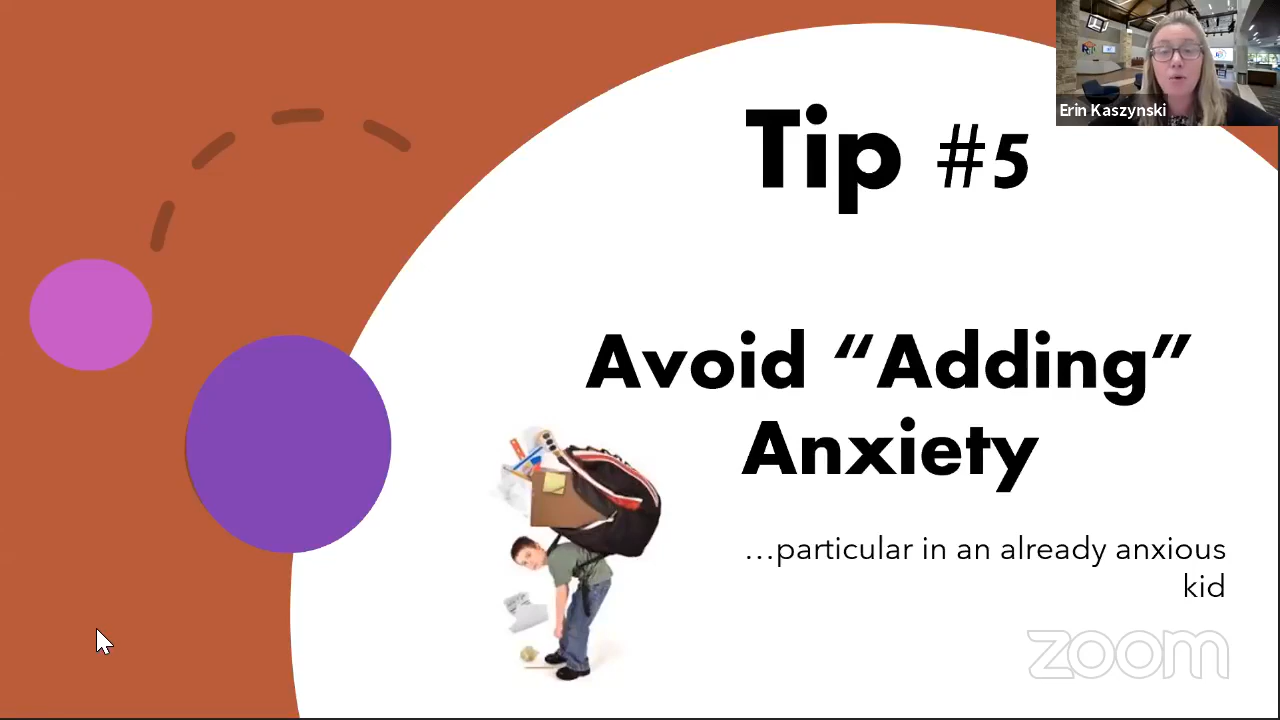 Erin Kaszynski
Tip #5
Avoid “Adding”
Anxiety
...particular in an already anxious
kid
zoom